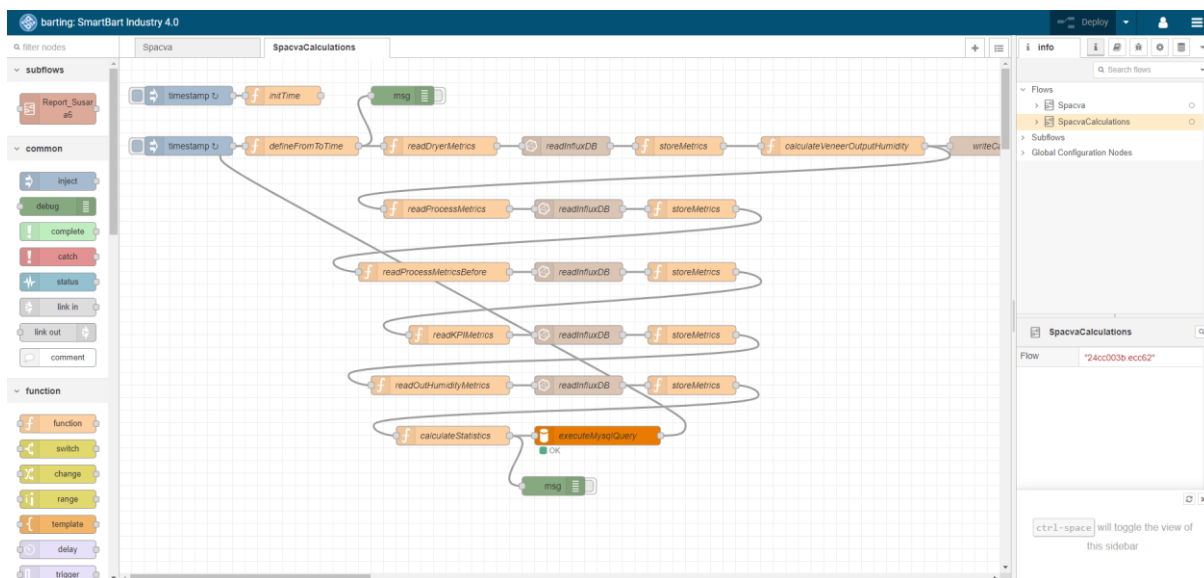 barting: SmartBart Industry 4.0
Deploy
filter nodes
Spacva
SpacvaCalculations
info
i
Search flows
subflows
Report_Susar
a6
common
inject
debug
complete
catch
status
link in
link out
comment
function
function
switch
change
range
template
delay
trigger
timestamp ↻
initTime
msg
timestamp ↻
defineFromToTime
readDryerMetrics
readInfluxDB
storeMetrics
calculateVeneerOutputHumidity
writeCa
readProcessMetrics
readInfluxDB
storeMetrics
readProcessMetricsBefore
readInfluxDB
storeMetrics
readKPIMetrics
readInfluxDB
storeMetrics
readOutHumidityMetrics
readInfluxDB
storeMetrics
calculateStatistics
executeMysqlQuery
OK
msg
Flows
Spacva
SpacvaCalculations
Subflows
Global Configuration Nodes
SpacvaCalculations
Flow "24cc003b.ecc62"
ctrl-space will toggle the view of
this sidebar